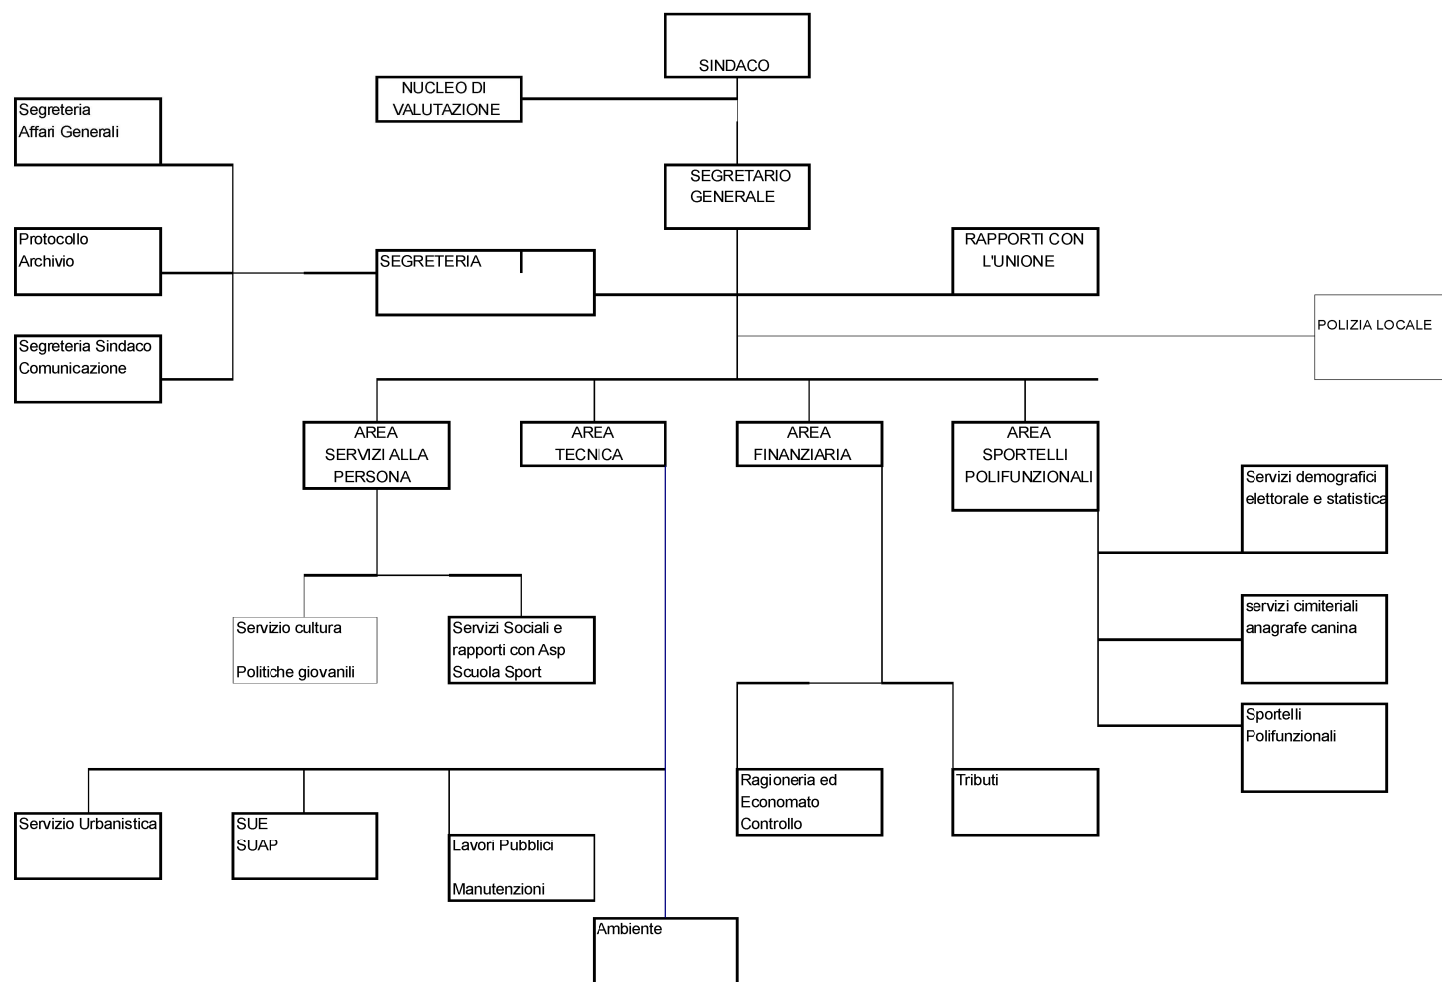 SINDACO
NUCLEO DI
VALUTAZIONE
Segreteria
Affari Generali
SEGRETARIO
GENERALE
Protocollo
Archivio
SEGRETERIA
RAPPORTI CON
L'UNIONE
POLIZIA LOCALE
Segreteria Sindaco
Comunicazione
AREA
SERVIZI ALLA
PERSONA
AREA
TECNICA
AREA
FINANZIARIA
AREA
SPORTELLI
POLIFUNZIONALI
Servizi demografici
elettorale e statistica
servizi cimiteriali
anagrafe canina
Servizio cultura
Politiche giovanili
Servizi Sociali e
rapporti con Asp
Scuola Sport
Sportelli
Polifunzionali
Ragioneria ed
Economato
Controllo
Tributi
Servizio Urbanistica
SUE
SUAP
Lavori Pubblici
Manutenzioni
Ambiente